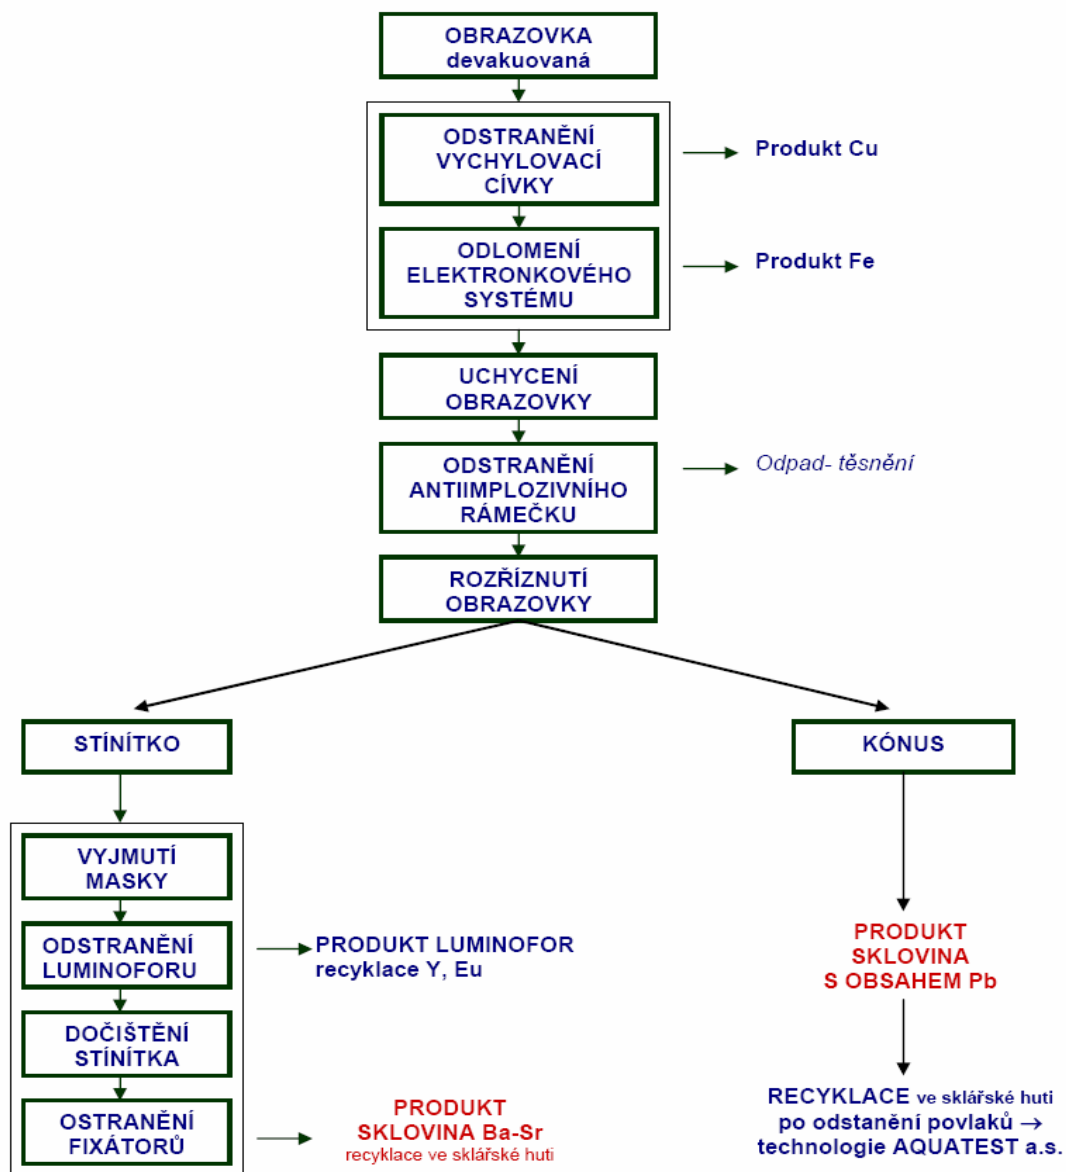 OBRAZOVKA
devakuovaná
ODSTRANĚNÍ
VYCHYLOVACÍ
CÍVKY
Produkt Cu
ODLOMENÍ
ELEKTRONKOVÉHO
SYSTÉMU
Produkt Fe
UCHYCENÍ
OBRAZOVKY
ODSTRANĚNÍ
ANTIIMPLOZIVNÍHO
RÁMEČKU
Odpad- těsnění
ROZŘÍZNUTÍ
OBRAZOVKY
STÍNÍTKO
KÓNUS
VYJMUTÍ
MASKY
ODSTRANĚNÍ
LUMINOFORU
PRODUKT LUMINOFOR
recyklace Y, Eu
DOČIŠTĚNÍ
STÍNÍTKA
OSTRANĚNÍ
FIXÁTORŮ
PRODUKT
SKLOVINA Ba-Sr
recyklace ve sklářské huti
PRODUKT
SKLOVINA
S OBSAHEM Pb
RECYKLACE ve sklářské huti
po odstanění povlaků →
technologie AQUATEST a.s.